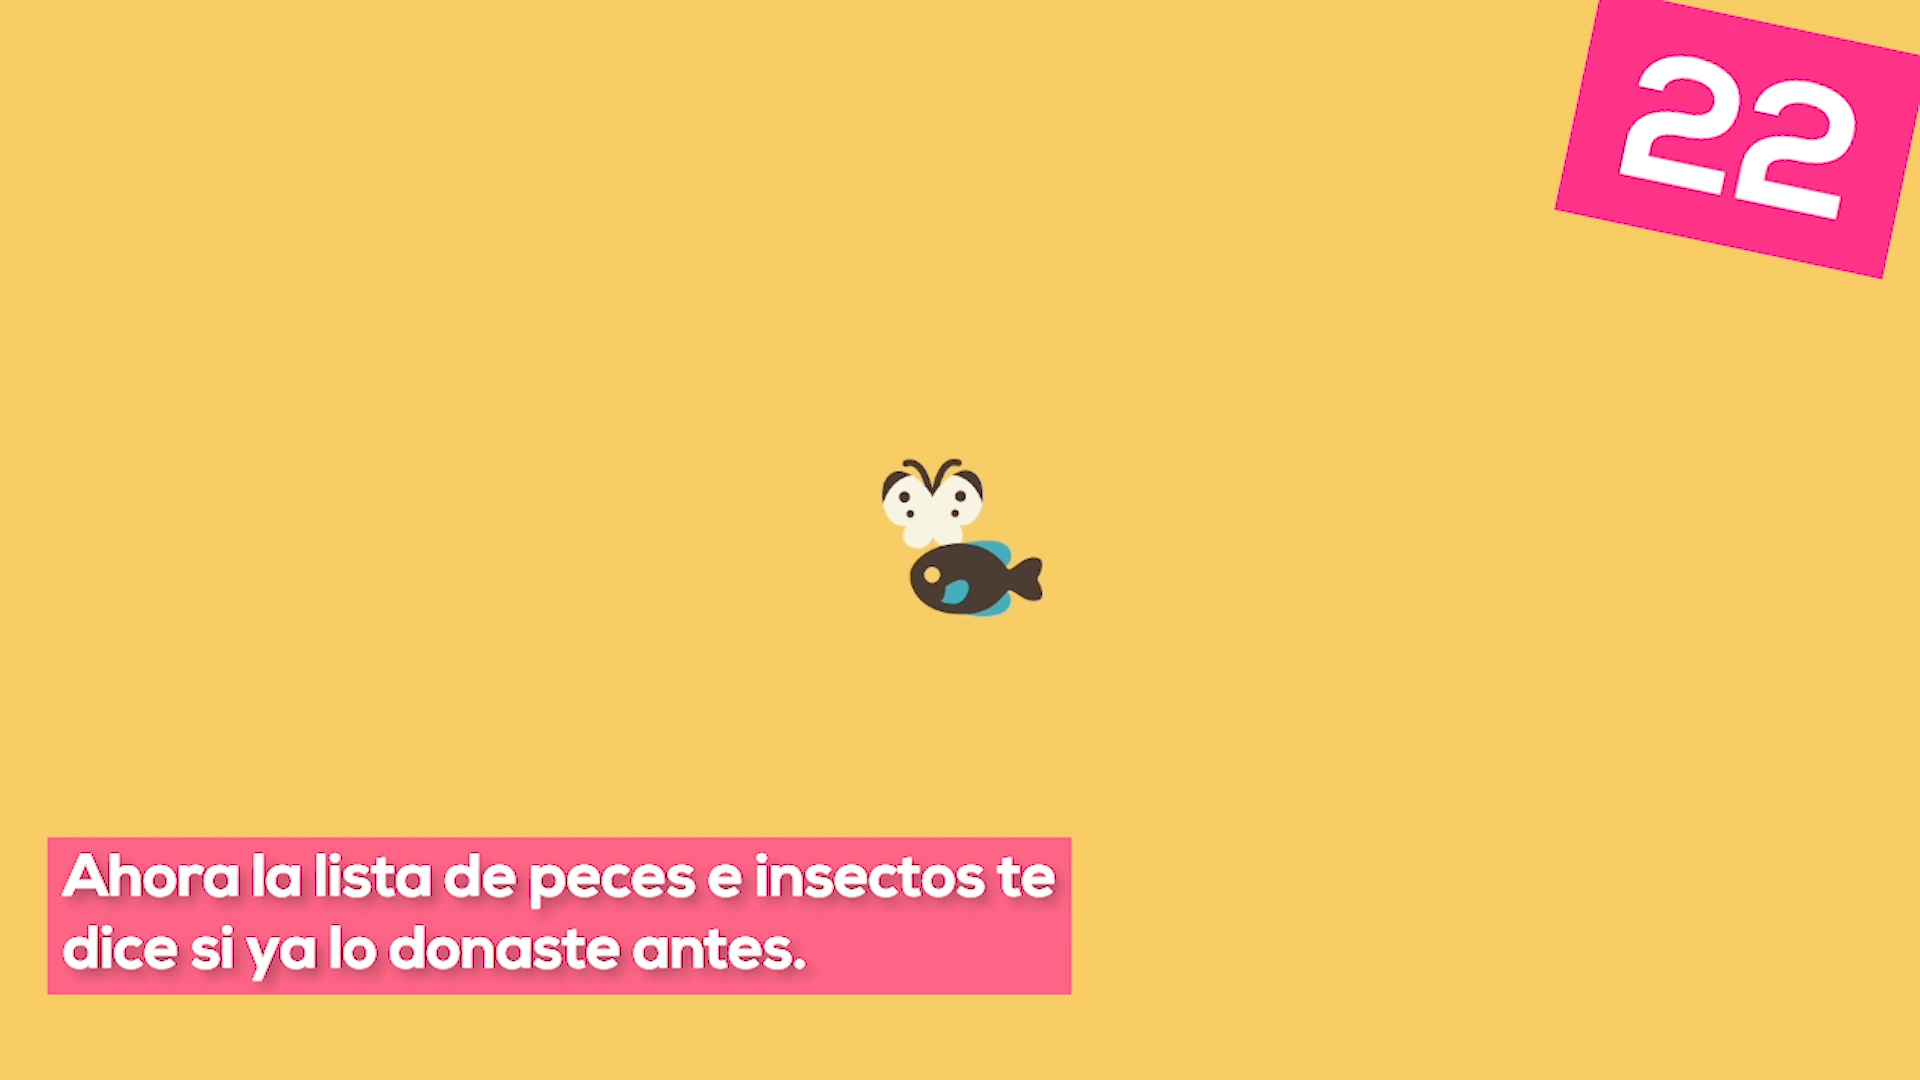 22
Ahora la lista de peces e insectos te
dice si ya lo donaste antes.